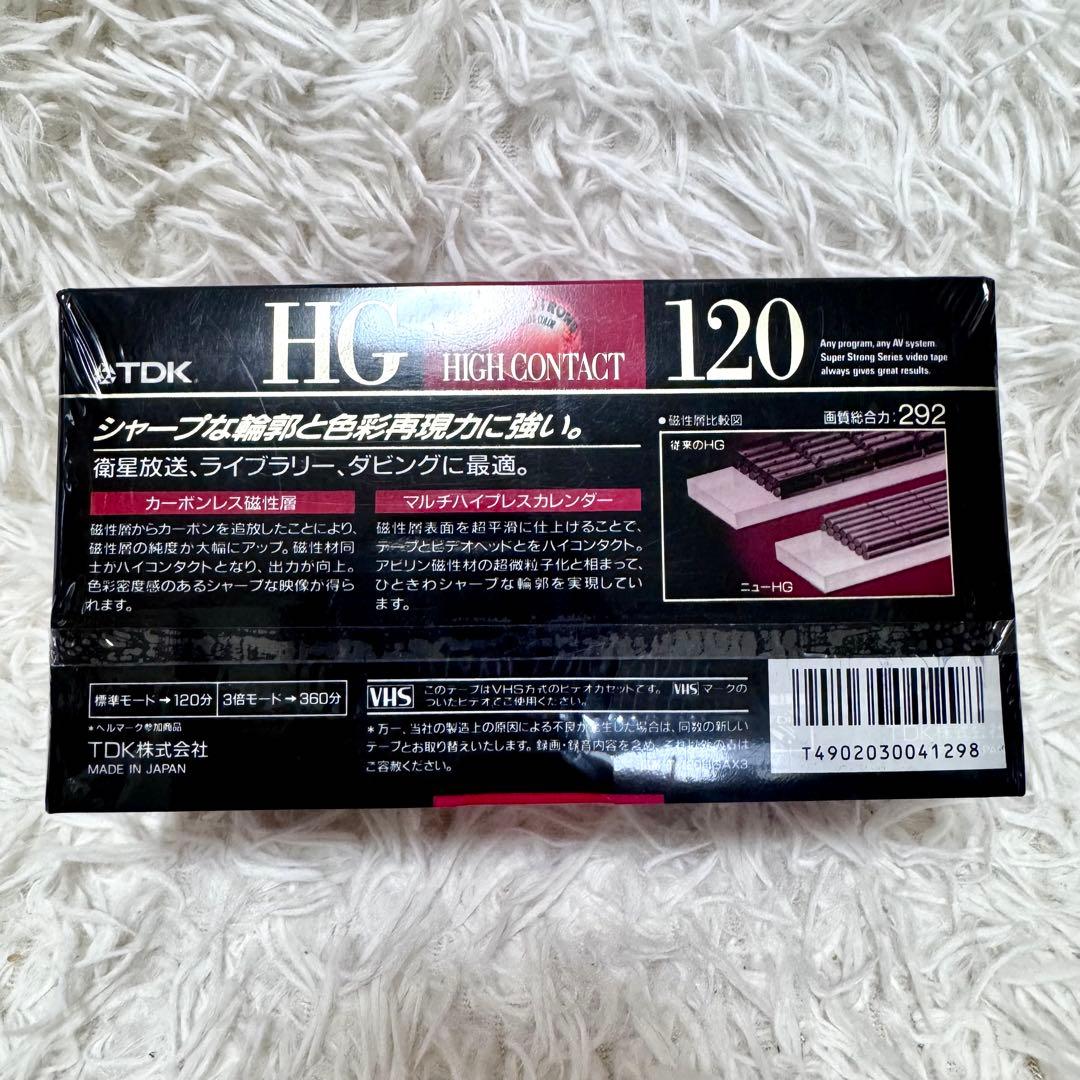 TDK
HG
HIGH CONTACT
120
Any program, any AV system.
Super Strong Series video tape
always gives great results.
シャープな輪郭と色彩再現力に強い。
衛星放送、ライブラリー、ダビングに最適。
カーボンレス磁性層
磁性層からカーボンを追放したことにより、
磁性層の純度が大幅にアップ。磁性材同
士がハイコンタクトとなり、出力が向上。
色彩密度感のあるシャープな映像が得ら
れます。
マルチハイプレスカレンダー
磁性層表面を超平滑に仕上げることで、
テープとビデオヘッドとをハイコンタクト。
アビリン磁性材の超微粒子化と相まって、
ひときわシャープな輪郭を実現してい
ます。
●磁性層比較図
画質総合力:292
従来のHG
ニューHG
標準モード→120分
3倍モード→360分
*ベルマーク参加商品
TDK株式会社
MADE IN JAPAN
VHS
このテープはVHS方式のビデオカセットです。VHSマークの
ついたビデオでご使用ください。
*万一、当社の製造上の原因による不良が発生した場合は、同数の新しい
テープとお取り替えいたします。録画・録音内容を含め、それ以外の責は
ご容赦ください。
T4902030041298